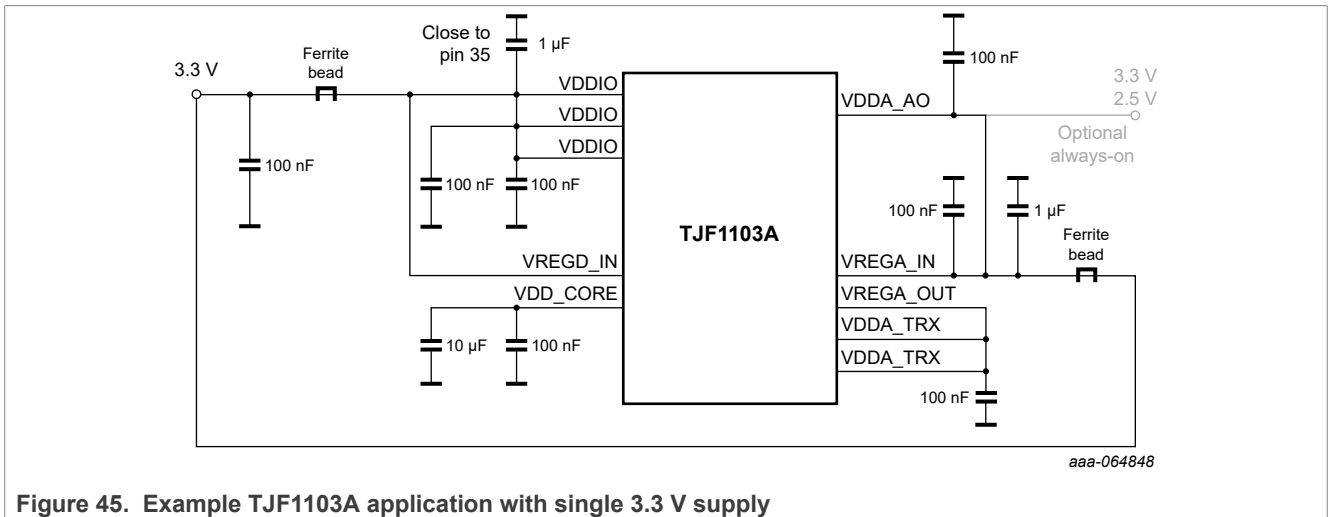 Close to
pin 35
1 µF
Ferrite
bead
3.3 V
100 nF
VDDIO
VDDIO
VDDIO
100 nF
100 nF
100 nF
VREGD_IN
VDD_CORE
10 µF
100 nF
TJF1103A
VDDA_AO
100 nF
3.3 V
2.5 V
Optional
always-on
100 nF
1 µF
Ferrite
bead
VREGA_IN
VREGA_OUT
VDDA_TRX
VDDA_TRX
100 nF
aaa-064848
Figure 45. Example TJF1103A application with single 3.3 V supply